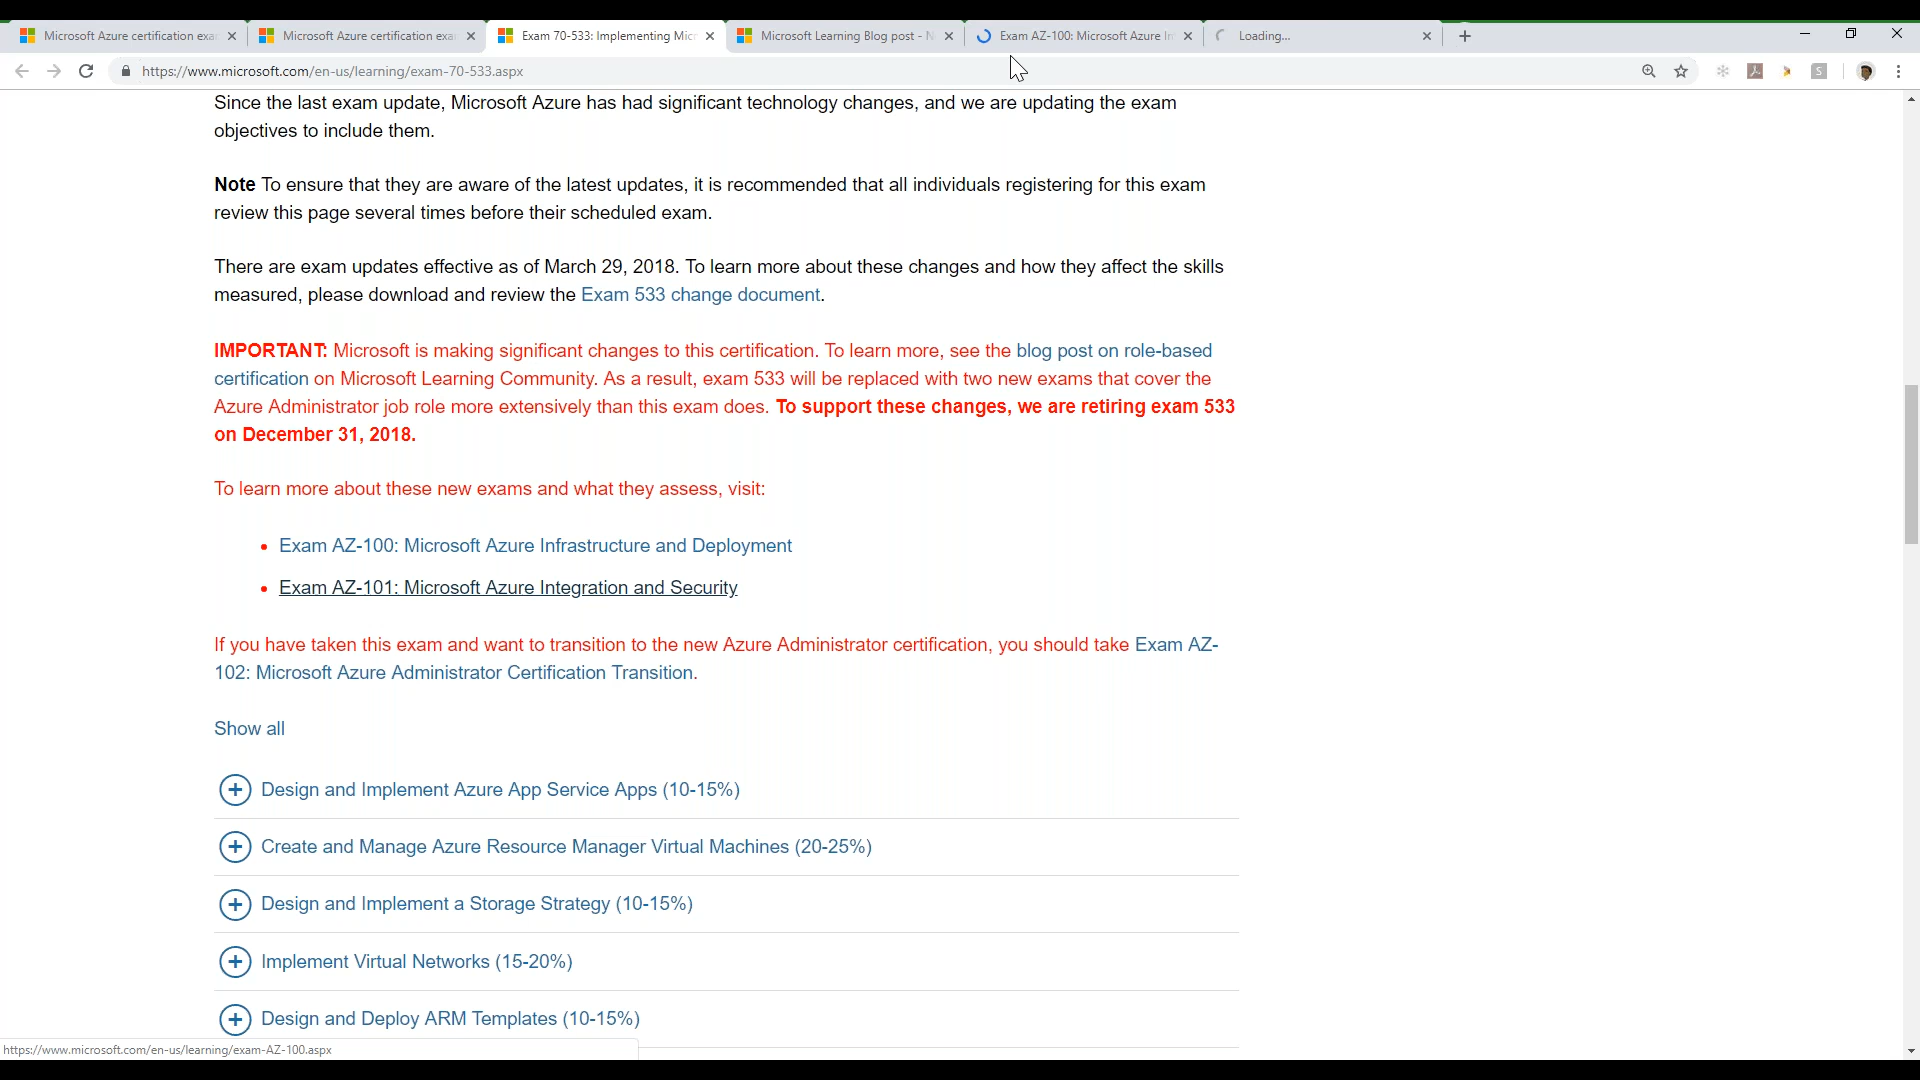 Microsoft Azure certification exa
Microsoft Azure certification exa
Exam 70-533: Implementing Micr
Microsoft Learning Blog post - N
Exam AZ-100: Microsoft Azure In
Loading...
https://www.microsoft.com/en-us/learning/exam-70-533.aspx
Since the last exam update, Microsoft Azure has had significant technology changes, and we are updating the exam
objectives to include them.
Note To ensure that they are aware of the latest updates, it is recommended that all individuals registering for this exam
review this page several times before their scheduled exam.
There are exam updates effective as of March 29, 2018. To learn more about these changes and how they affect the skills
measured, please download and review the Exam 533 change document.
IMPORTANT: Microsoft is making significant changes to this certification. To learn more, see the blog post on role-based
certification on Microsoft Learning Community. As a result, exam 533 will be replaced with two new exams that cover the
Azure Administrator job role more extensively than this exam does. To support these changes, we are retiring exam 533
on December 31, 2018.
To learn more about these new exams and what they assess, visit:
• Exam AZ-100: Microsoft Azure Infrastructure and Deployment
• Exam AZ-101: Microsoft Azure Integration and Security
If you have taken this exam and want to transition to the new Azure Administrator certification, you should take Exam AZ-
102: Microsoft Azure Administrator Certification Transition.
Show all
Design and Implement Azure App Service Apps (10-15%)
Create and Manage Azure Resource Manager Virtual Machines (20-25%)
Design and Implement a Storage Strategy (10-15%)
Implement Virtual Networks (15-20%)
Design and Deploy ARM Templates (10-15%)
https://www.microsoft.com/en-us/learning/exam-AZ-100.aspx